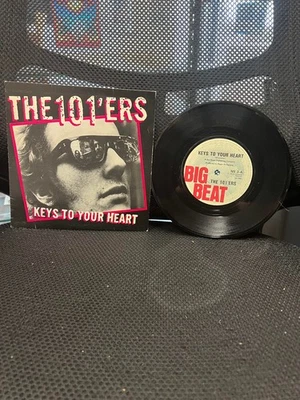 THE 101'ERS
KEYS TO YOUR HEART
KEYS TO YOUR HEART
BIG
THE 101'ERS
BEAT